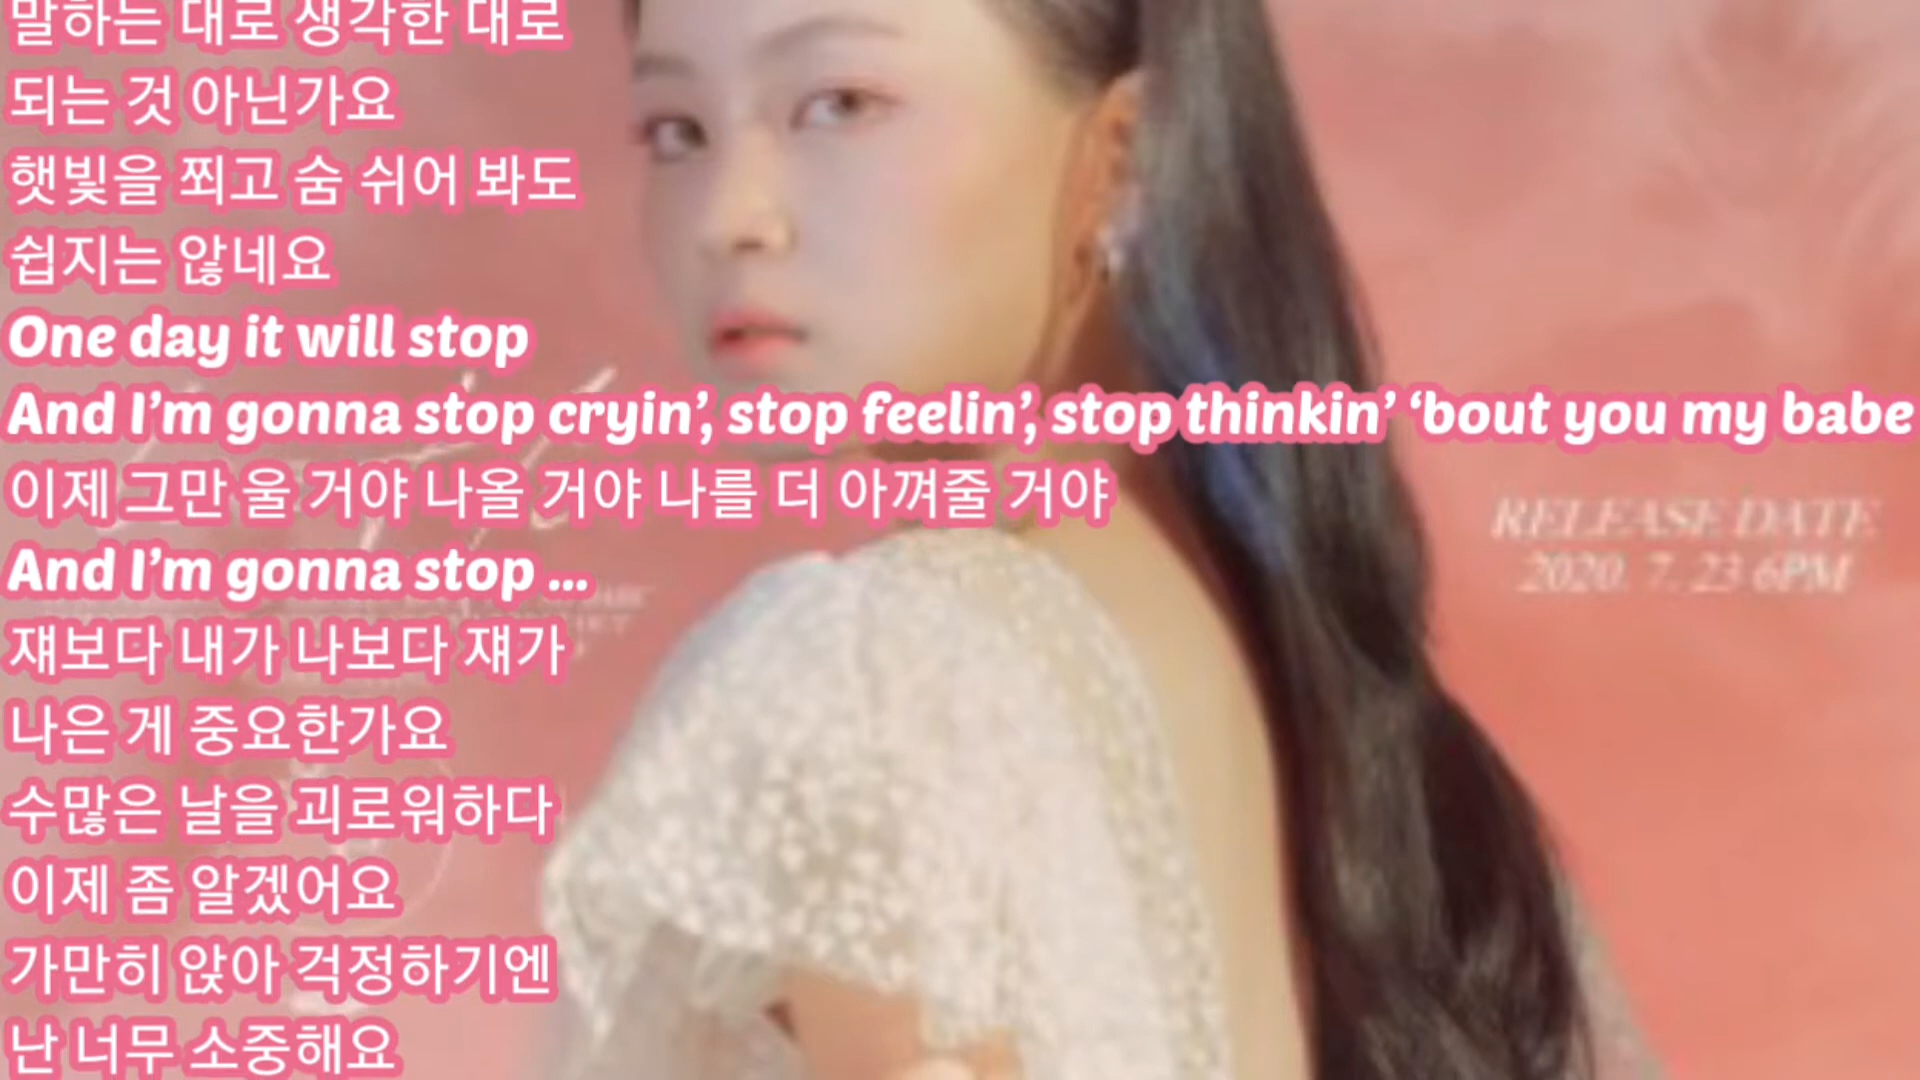 말하는 대로 생각한 대로
되는 것 아닌가요
햇빛을 쬐고 숨 쉬어 봐도
쉽지는 않네요
One day it will stop
And I’m gonna stop cryin’, stop feelin’, stop thinkin’ ‘bout you my babe
이제 그만 울 거야 나올 거야 나를 더 아껴줄 거야
And I’m gonna stop ...
쟤보다 내가 나보다 쟤가
나은 게 중요한가요
수많은 날을 괴로워하다
이제 좀 알겠어요
가만히 앉아 걱정하기엔
난 너무 소중해요
RELEASE DATE
2020. 7. 23 6PM